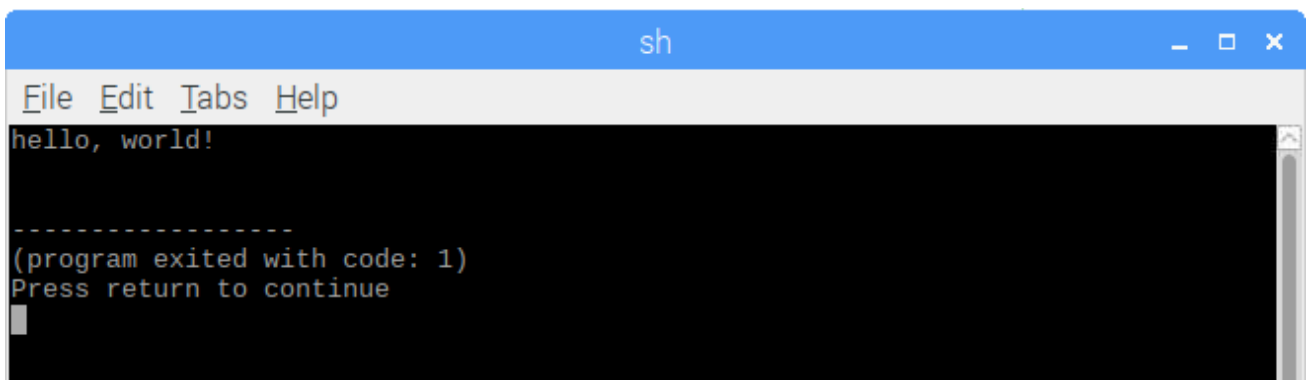 sh
File Edit Tabs Help
hello, world!
------------------
(program exited with code: 1)
Press return to continue